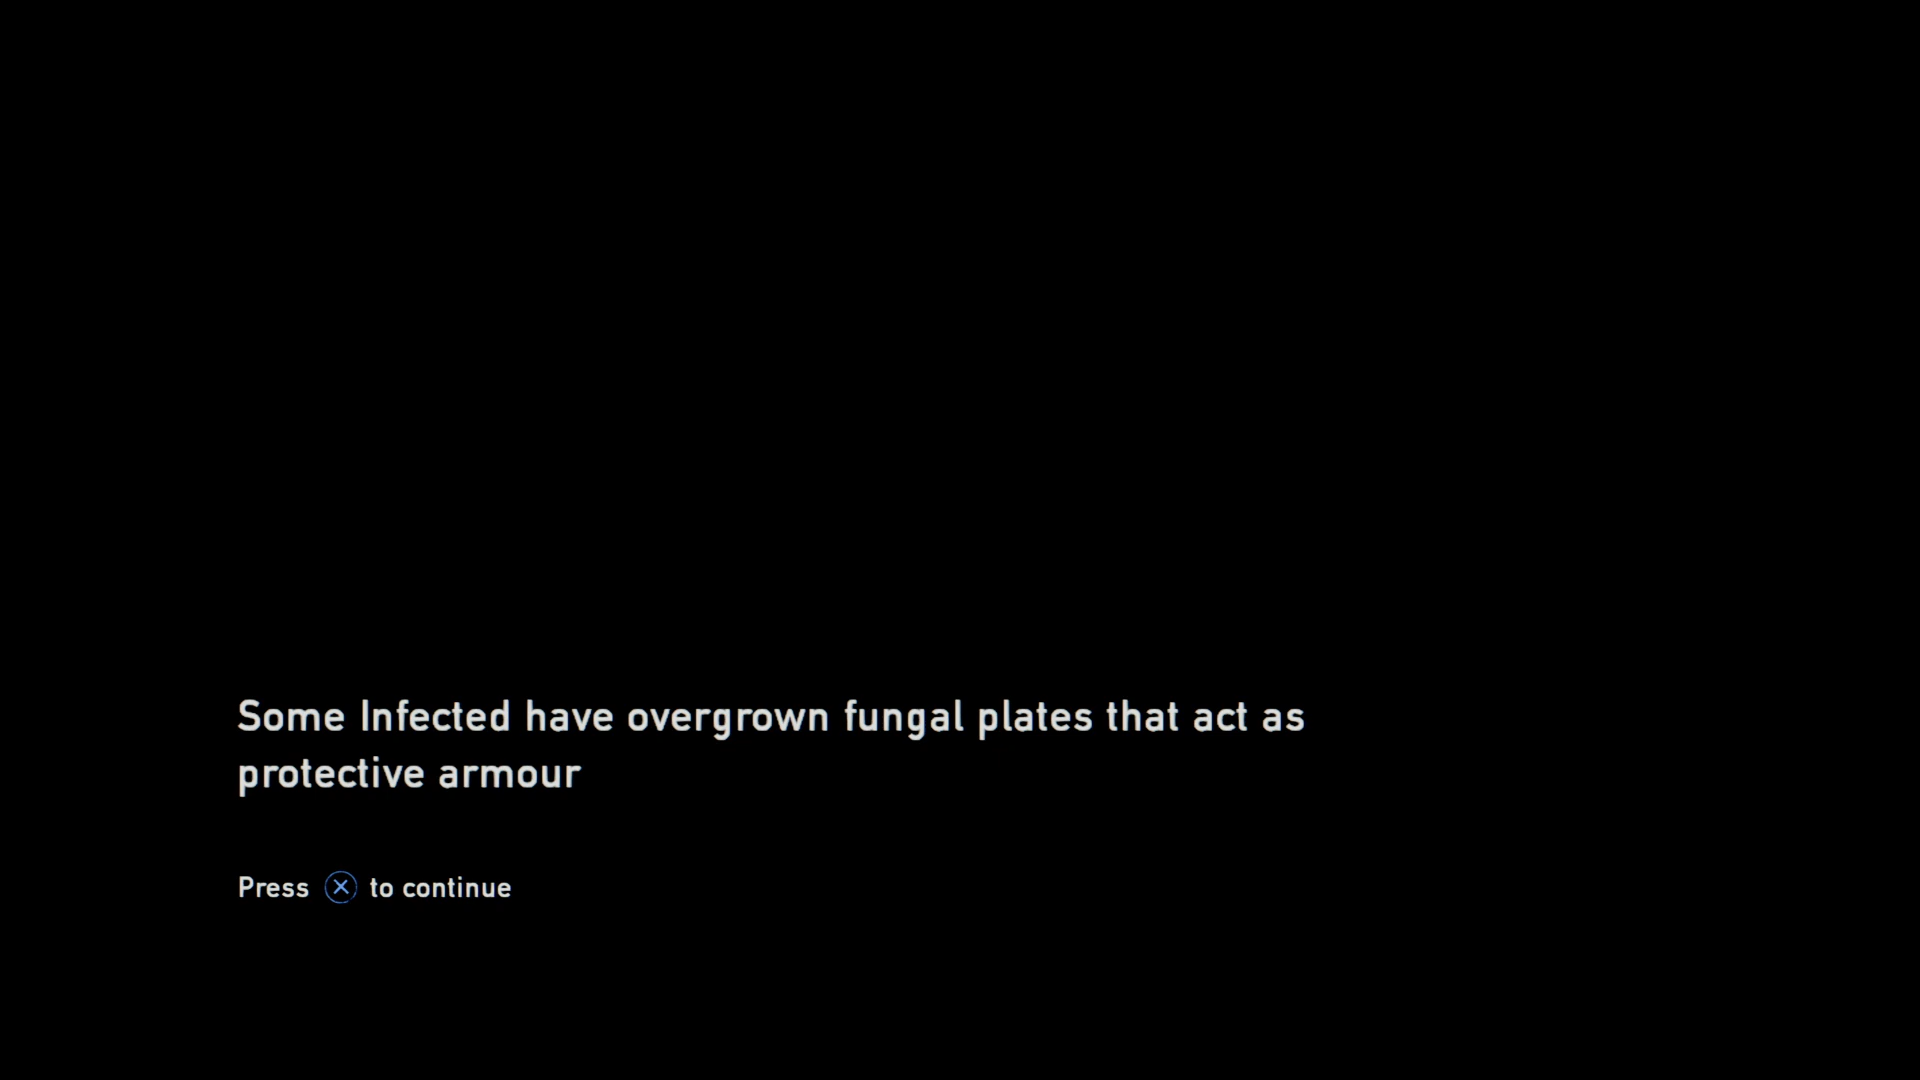 Some Infected have overgrown fungal plates that act as
protective armour
Press ⓧ to continue